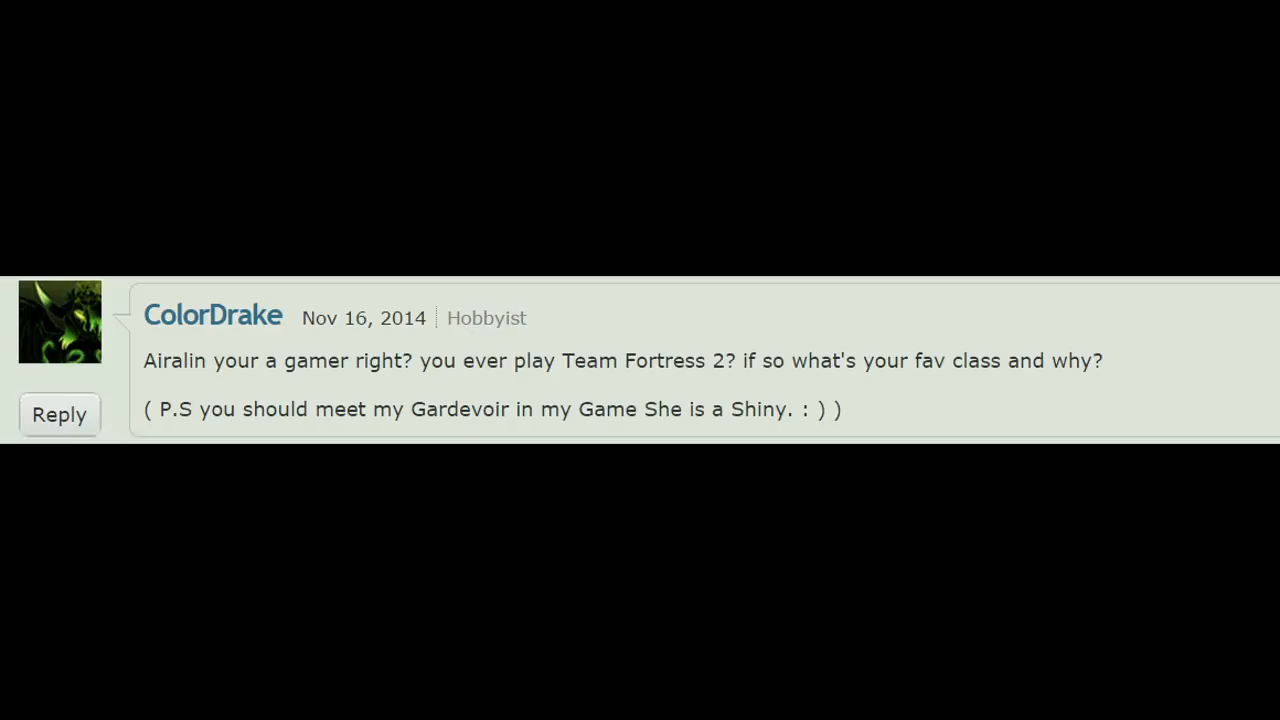 ColorDrake Nov 16, 2014 Hobbyist
Airalin your a gamer right? you ever play Team Fortress 2? if so what's your fav class and why?
Reply
( P.S you should meet my Gardevoir in my Game She is a Shiny. : ) )